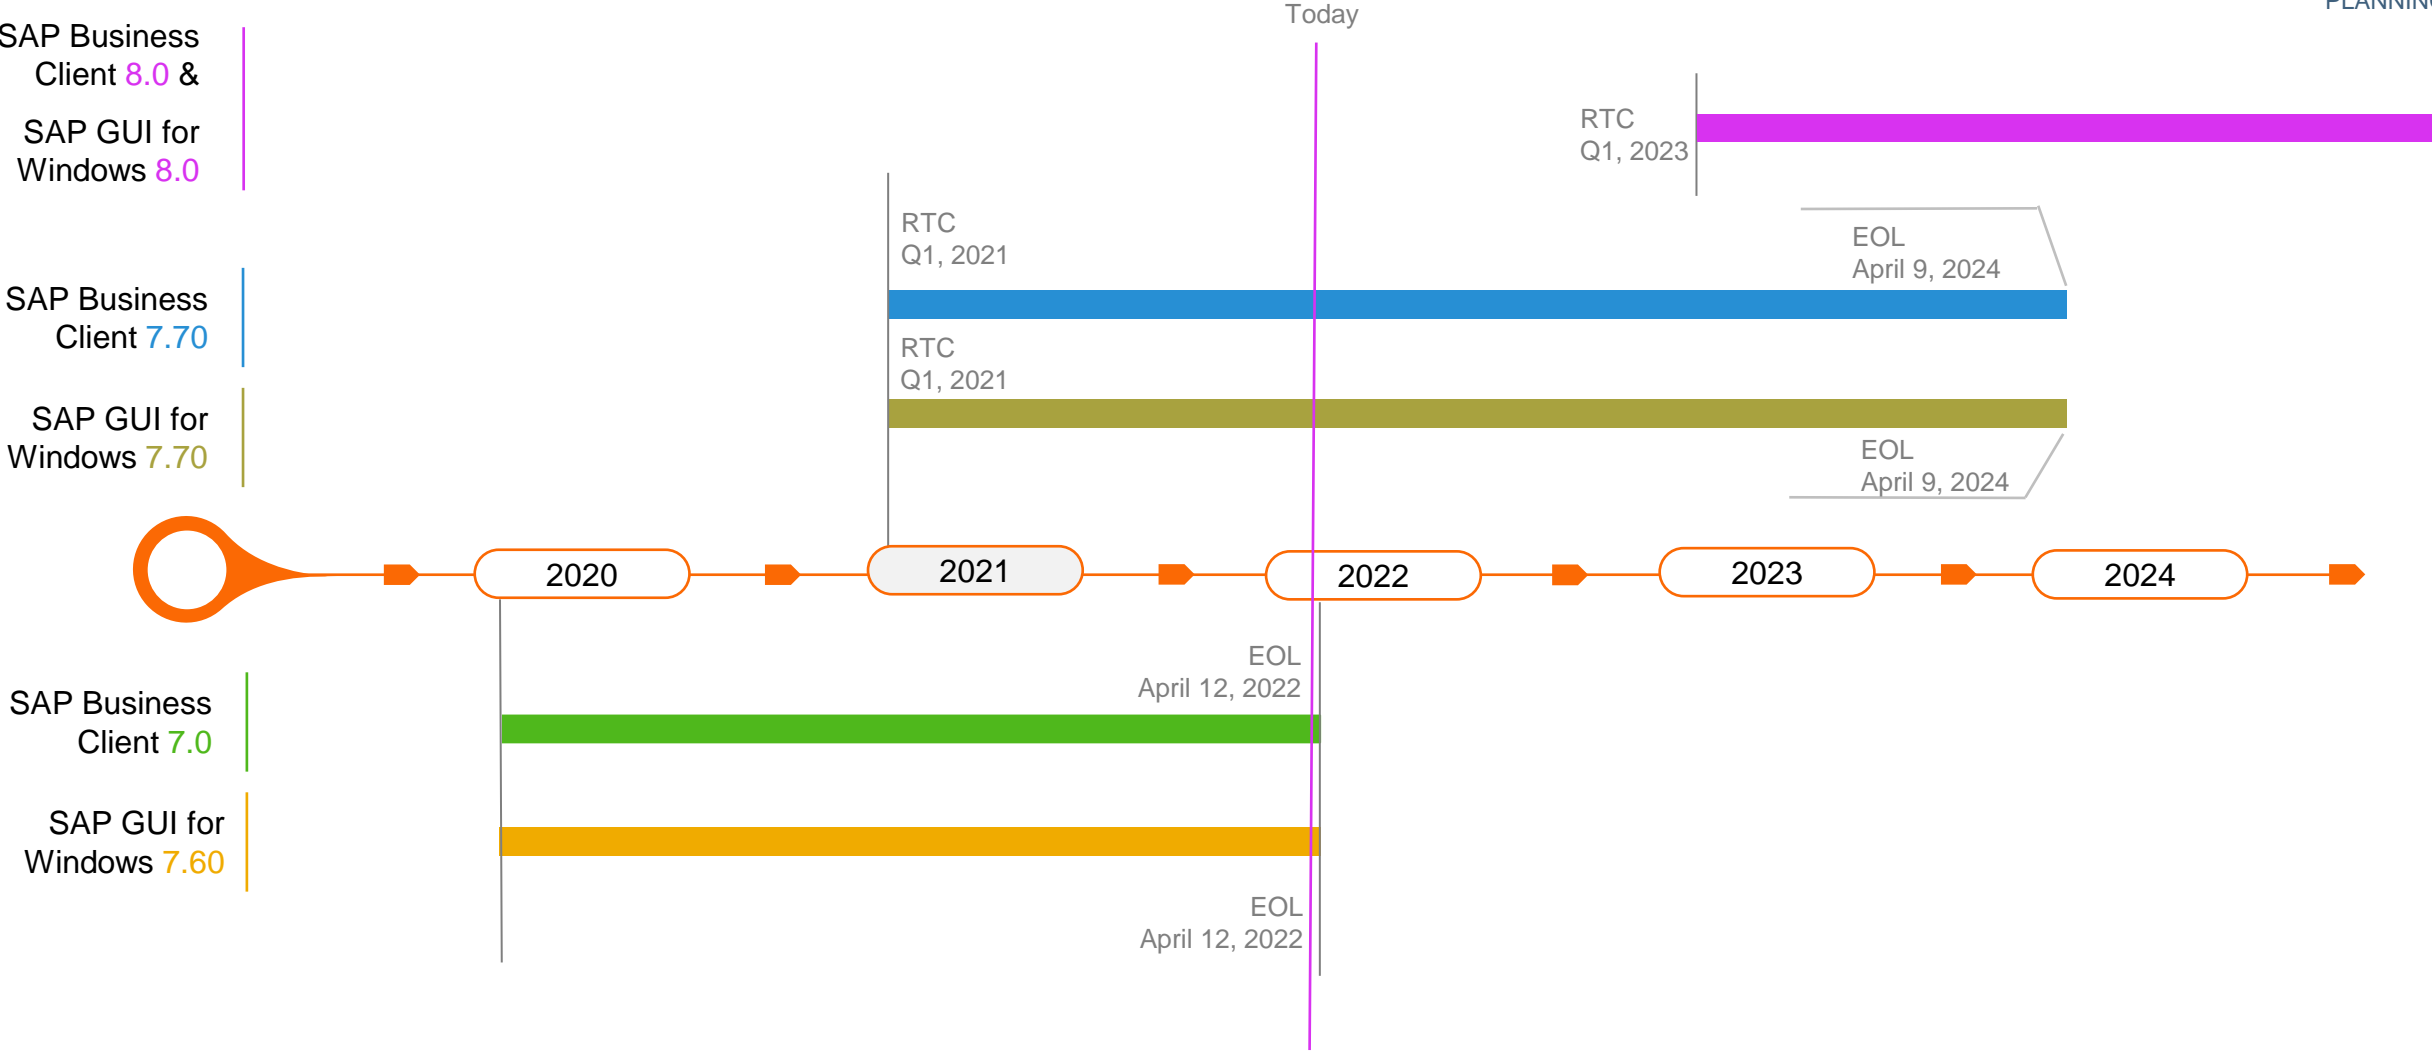 Today
SAP Business
Client 8.0 &
SAP GUI for
Windows 8.0
RTC
Q1, 2023
RTC
Q1, 2021
EOL
April 9, 2024
SAP Business
Client 7.70
RTC
Q1, 2021
SAP GUI for
Windows 7.70
EOL
April 9, 2024
2020
2021
2022
2023
2024
EOL
April 12, 2022
SAP Business
Client 7.0
SAP GUI for
Windows 7.60
EOL
April 12, 2022